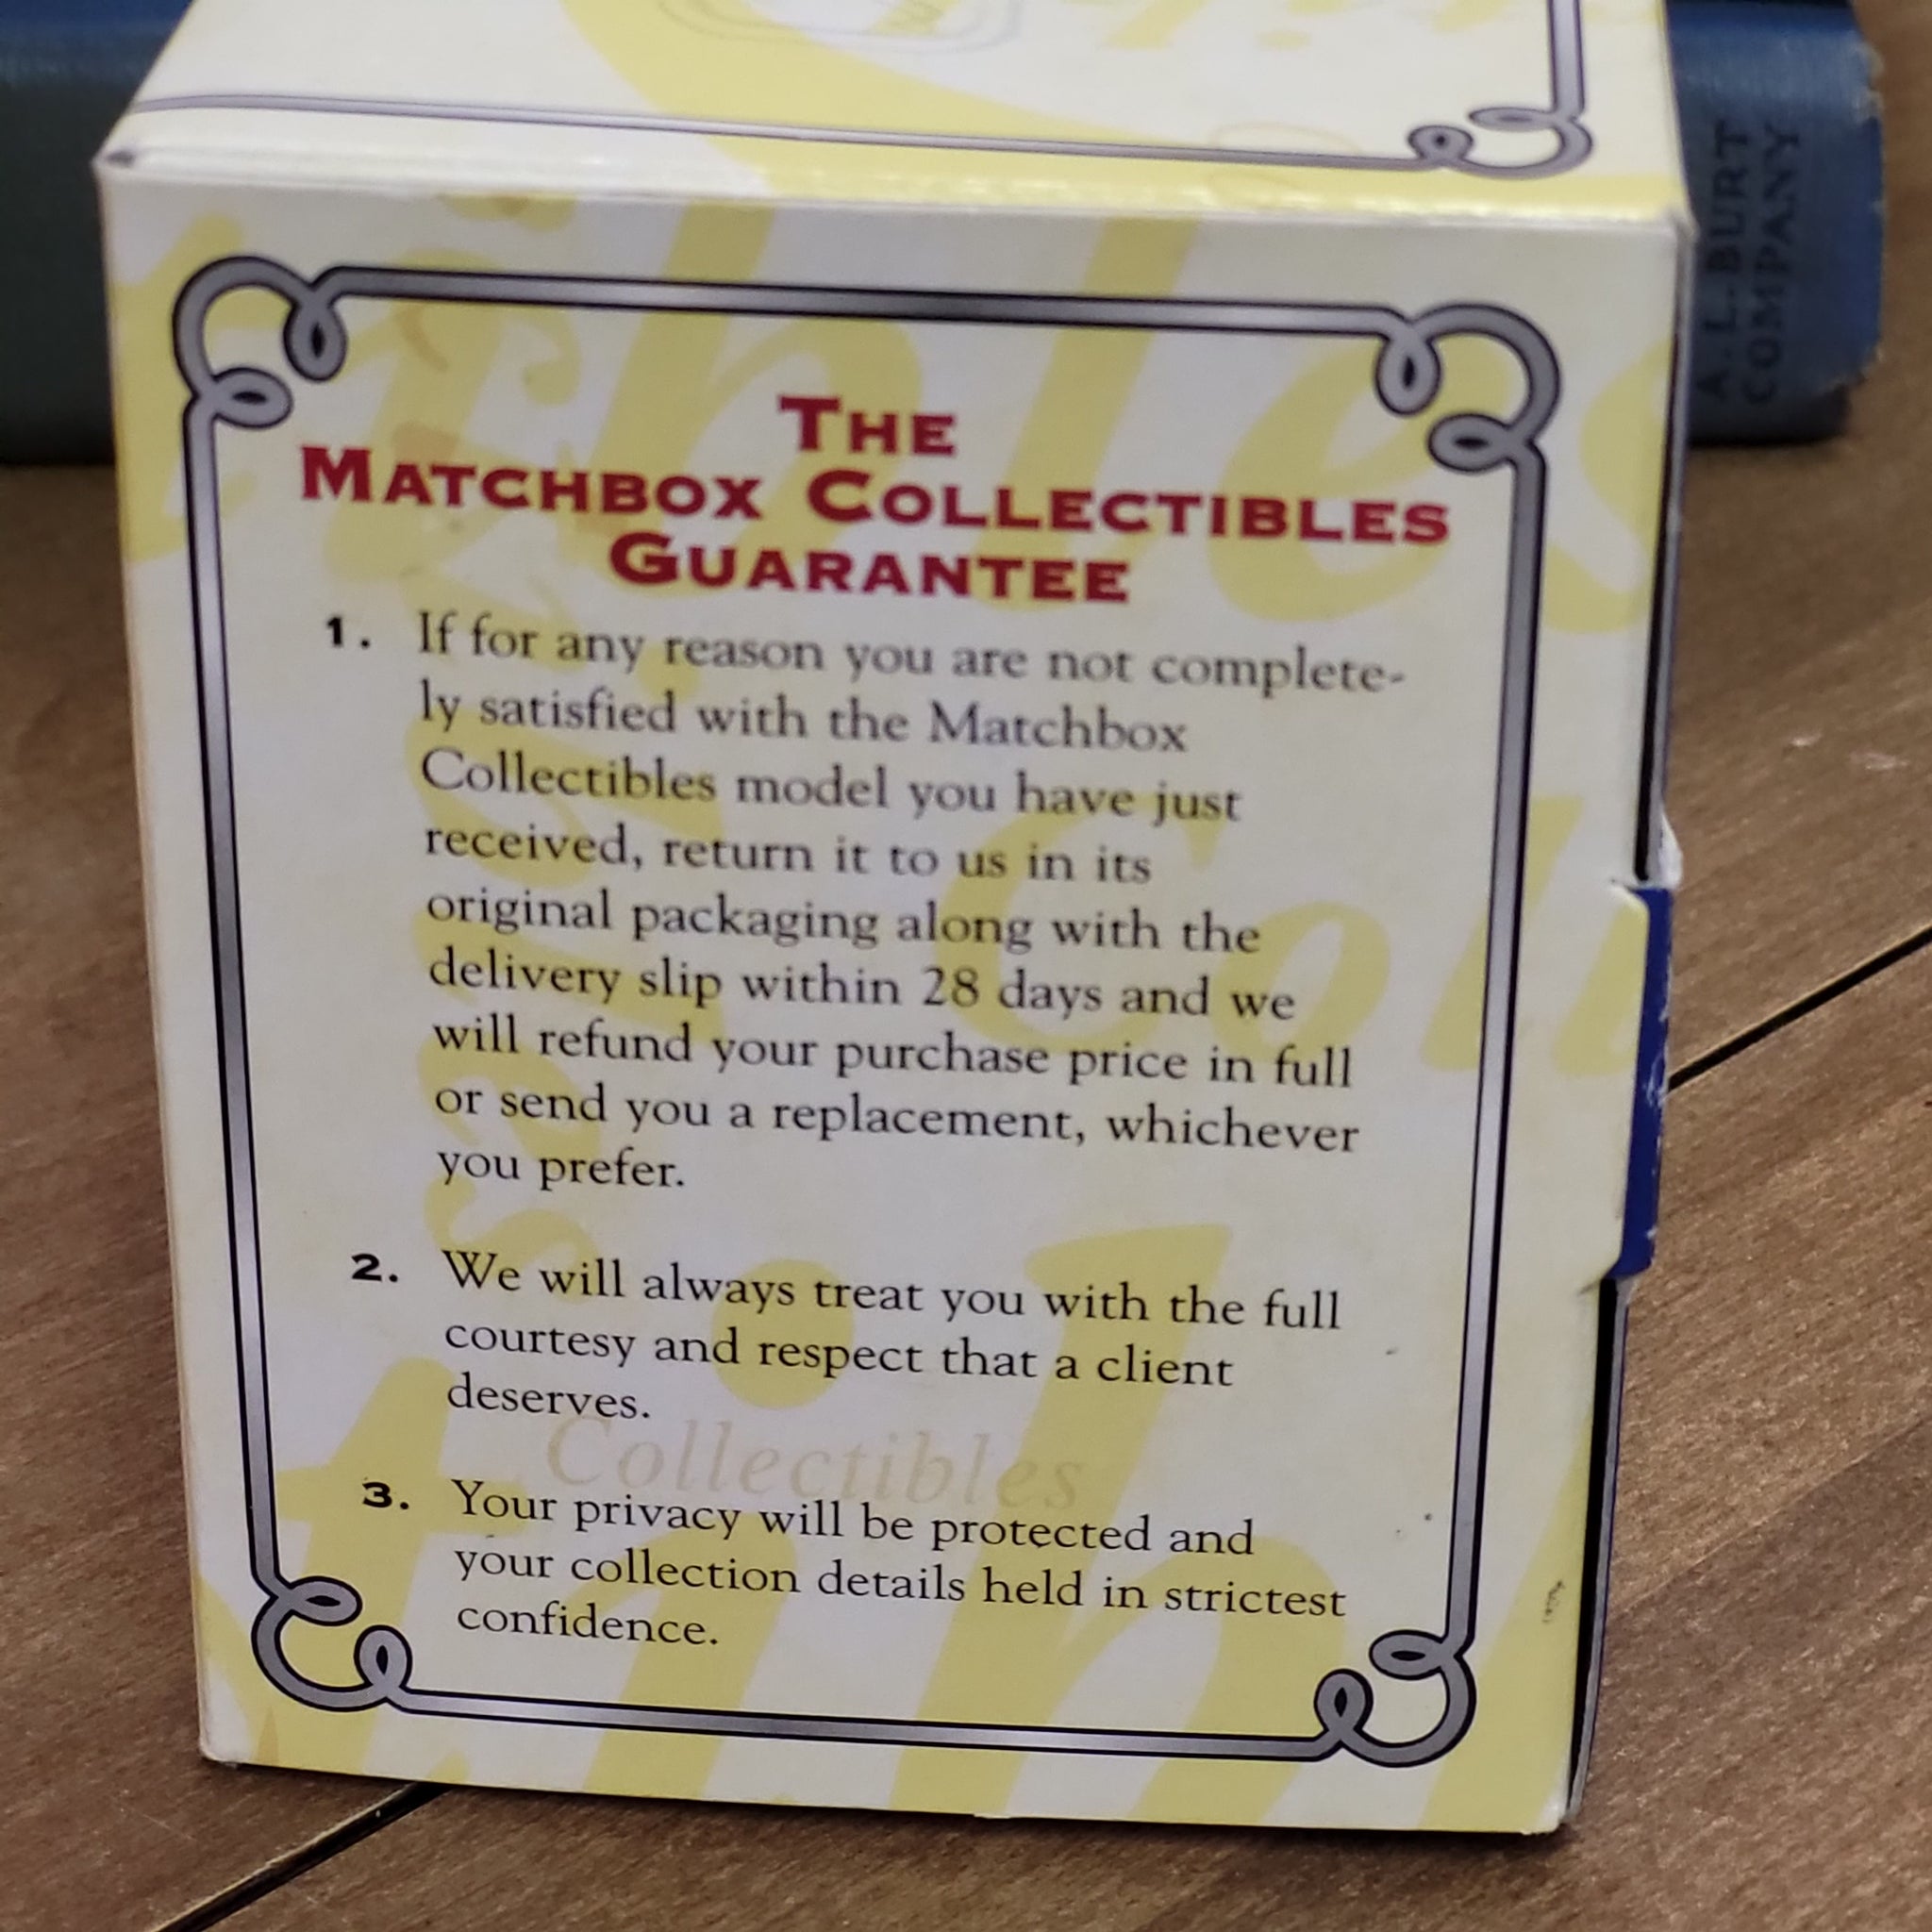 THE
MATCHBOX COLLECTIBLES
GUARANTEE
1. If for any reason you are not complete-
ly satisfied with the Matchbox
Collectibles model you have just
received, return it to us in its
original packaging along with the
delivery slip within 28 days and we
will refund your purchase price in full
or send you a replacement, whichever
you prefer.
2. We will always treat you with the full
courtesy and respect that a client
deserves.
Collectibles
3. Your privacy will be protected and
your collection details held in strictest
confidence.
A.L. BURT
COMPANY